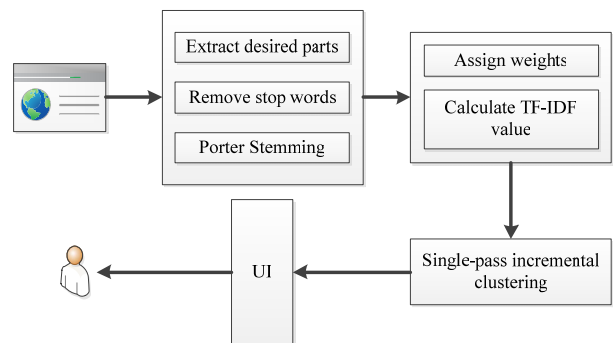 Extract desired parts
Remove stop words
Porter Stemming
Assign weights
Calculate TF-IDF
value
Single-pass incremental
clustering
UI